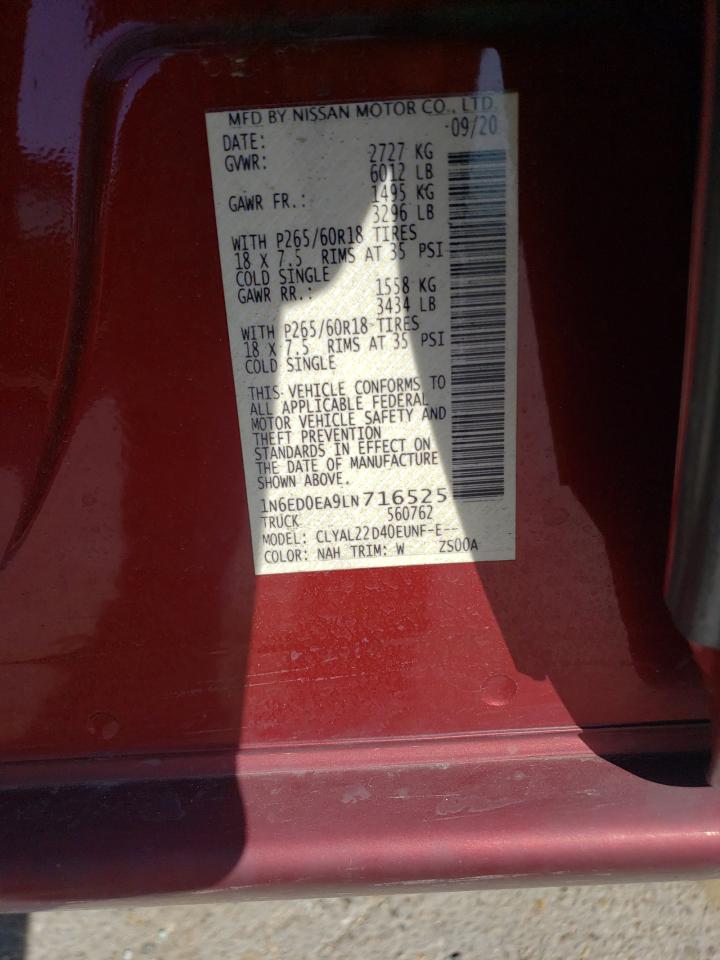 MFD BY NISSAN MOTOR CO., LTD.
DATE: 09/20
GVWR: 2727 KG
6012 LB
GAWR FR.: 1495 KG
3296 LB
WITH P265/60R18 TIRES
18 X 7.5 RIMS AT 35 PSI
COLD SINGLE
GAWR RR.: 1558 KG
3434 LB
WITH P265/60R18 TIRES
18 X 7.5 RIMS AT 35 PSI
COLD SINGLE
THIS VEHICLE CONFORMS TO
ALL APPLICABLE FEDERAL
MOTOR VEHICLE SAFETY AND
THEFT PREVENTION
STANDARDS IN EFFECT ON
THE DATE OF MANUFACTURE
SHOWN ABOVE.
1N6ED0EA9LN716525
TRUCK 560762
MODEL: CLYAL22D40EUNF-E--
COLOR: NAH TRIM: W ZS00A